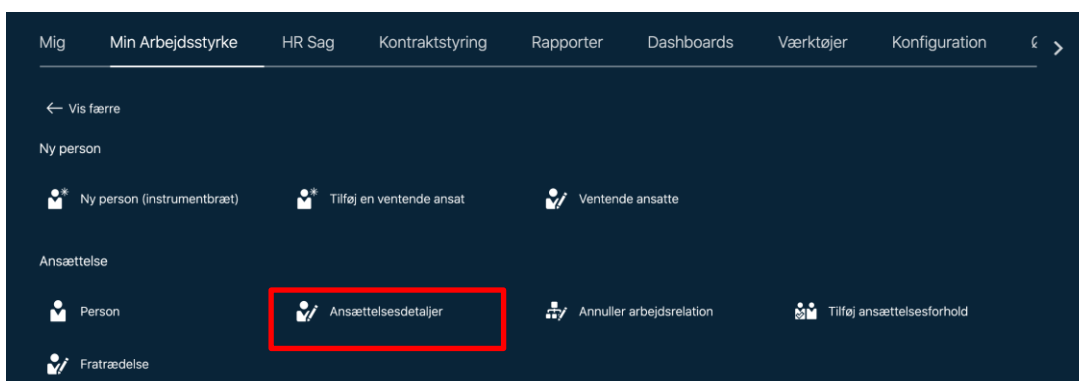 Mig Min Arbejdsstyrke HR Sag Kontraktstyring Rapporter Dashboards Værktøjer Konfiguration
Vis færre
Ny person
Ny person (instrumentbræt) Tilføj en ventende ansat Ventende ansatte
Ansættelse
Person Ansættelsesdetaljer Annuller arbejdsrelation Tilføj ansættelsesforhold
Fratrædelse